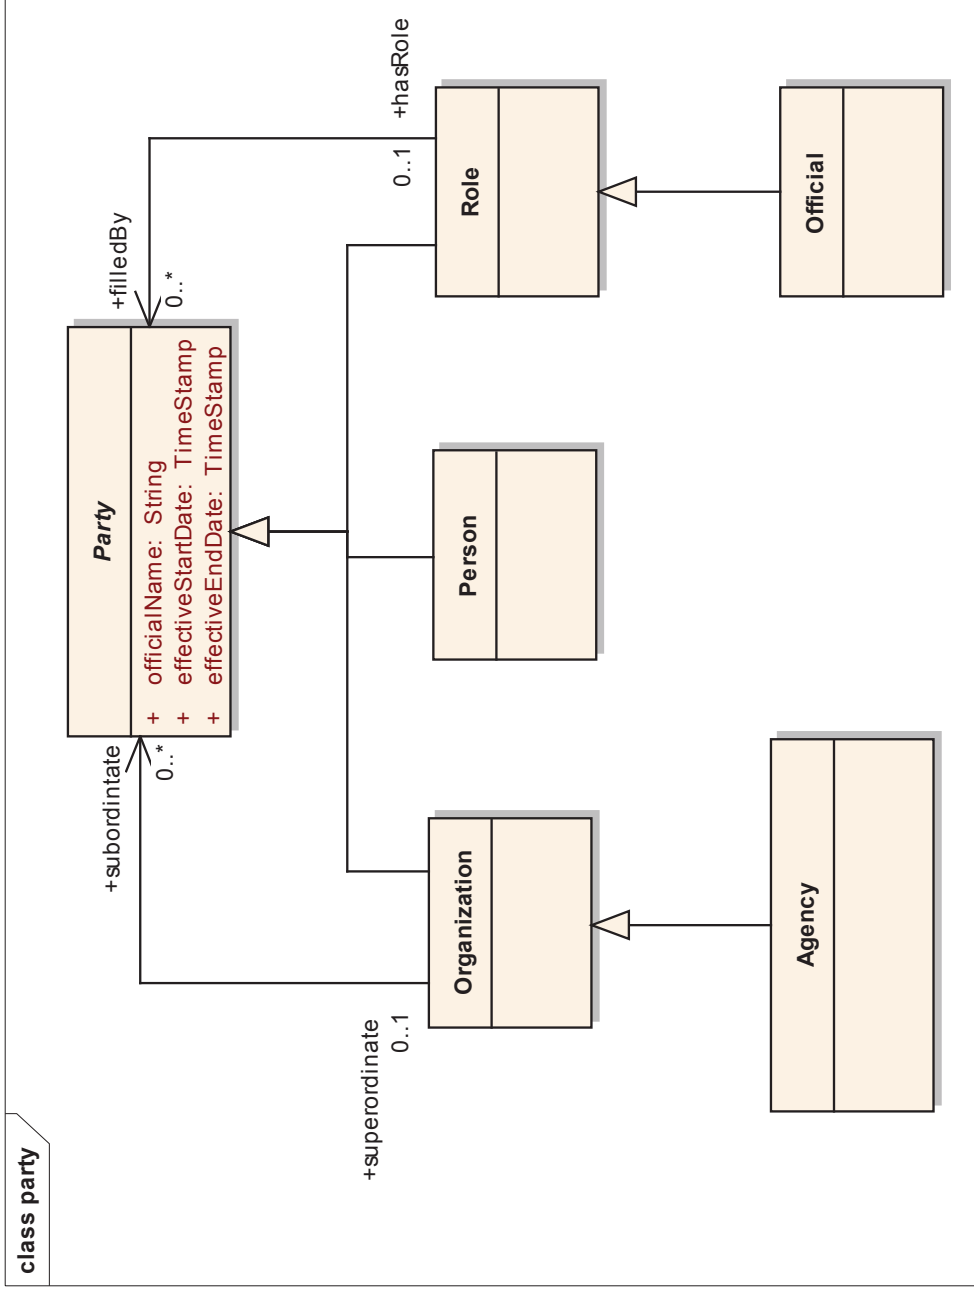 class party
+subordintate
0..*
Party
+ officialName: String
+ effectiveStartDate: TimeStamp
+ effectiveEndDate: TimeStamp
+filledBy
0..*
+superordinate
0..1
Organization
Person
Role
0..1
+hasRole
Agency
Official